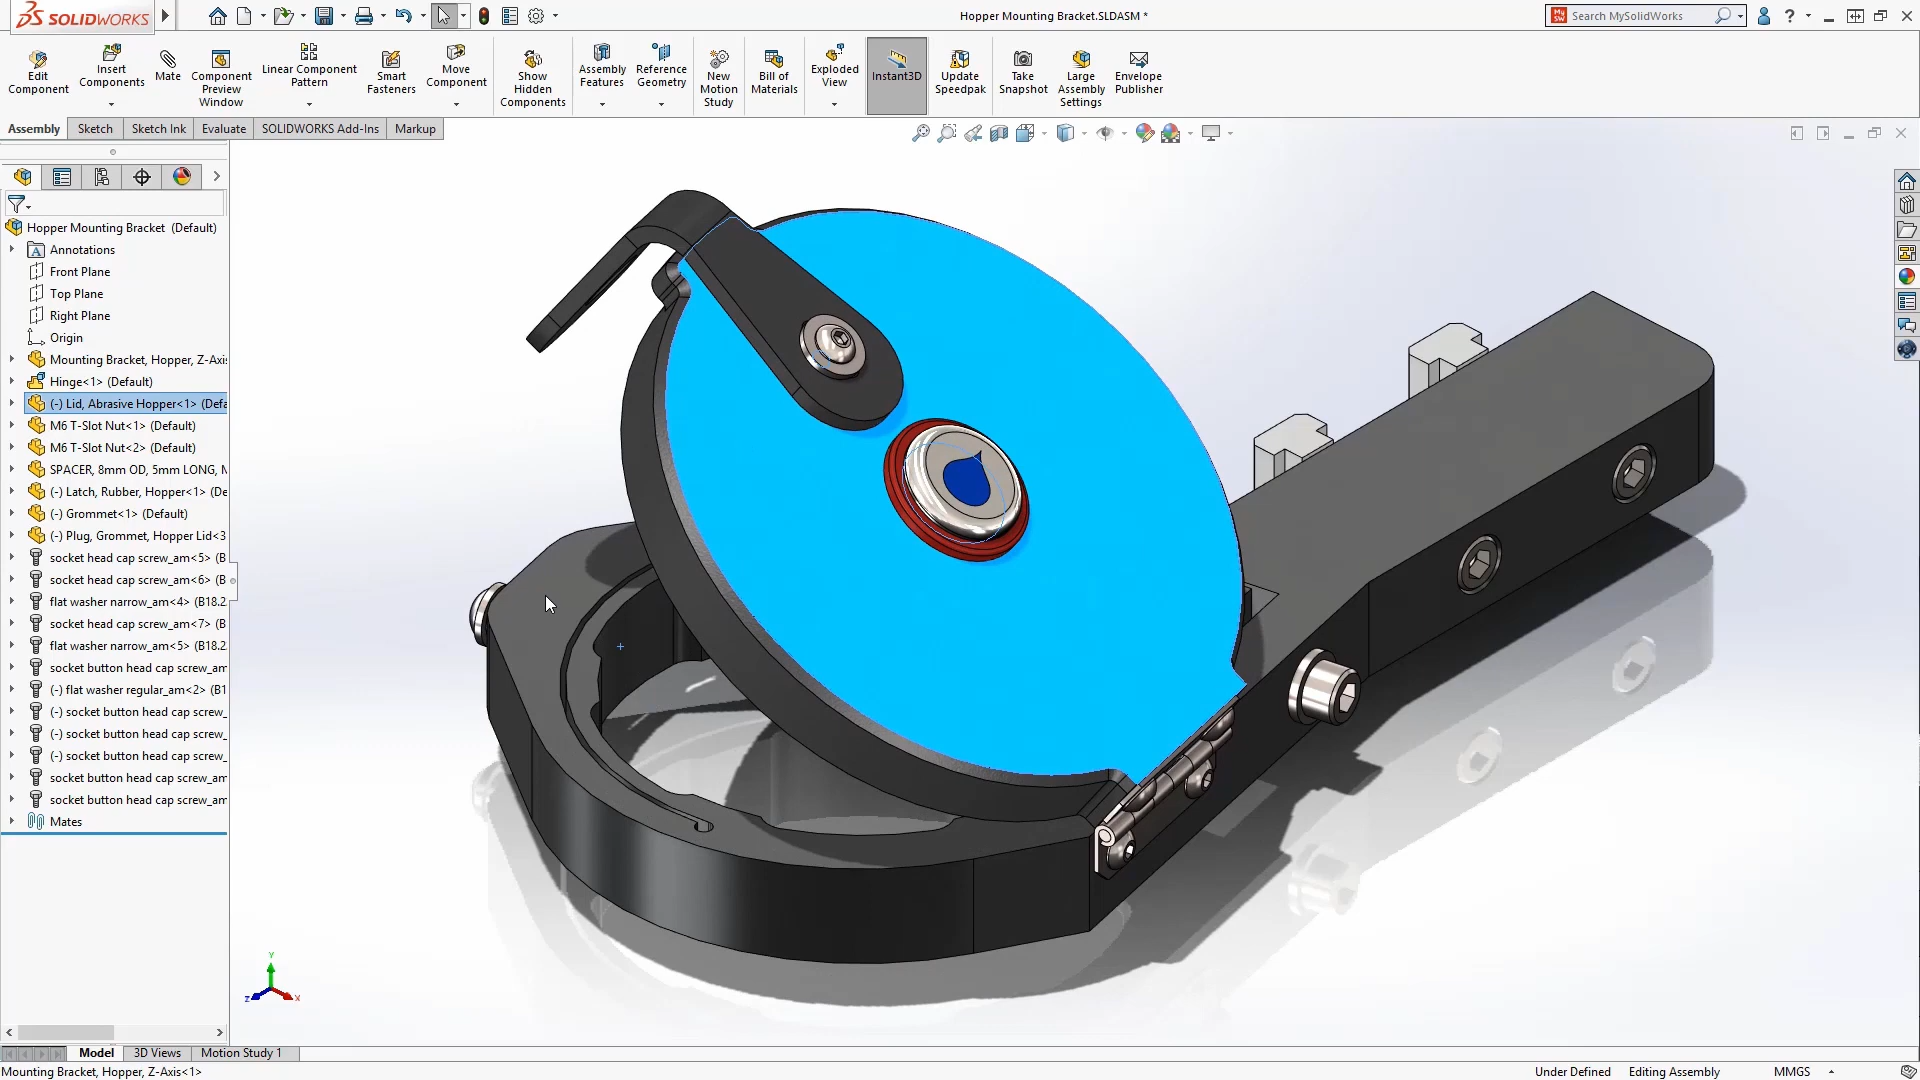 SOLIDWORKS
Hopper Mounting Bracket.SLDASM *
Search MySolidWorks
?
Edit Component
Insert Components
Mate
Component Preview Window
Linear Component Pattern
Smart Fasteners
Move Component
Show Hidden Components
Assembly Features
Reference Geometry
New Motion Study
Bill of Materials
Exploded View
Instant3D
Update Speedpak
Take Snapshot
Large Assembly Settings
Envelope Publisher
Assembly
Sketch
Sketch Ink
Evaluate
SOLIDWORKS Add-Ins
Markup
Hopper Mounting Bracket (Default)
Annotations
Front Plane
Top Plane
Right Plane
Origin
Mounting Bracket, Hopper, Z-Axi
Hinge<1> (Default)
(-) Lid, Abrasive Hopper<1> (Defa
M6 T-Slot Nut<1> (Default)
M6 T-Slot Nut<2> (Default)
SPACER, 8mm OD, 5mm LONG, M
(-) Latch, Rubber, Hopper<1> (De
(-) Grommet<1> (Default)
(-) Plug, Grommet, Hopper Lid<3
socket head cap screw_am<5> (B
socket head cap screw_am<6> (B
flat washer narrow_am<4> (B18.2
socket head cap screw_am<7> (B
flat washer narrow_am<5> (B18.2
socket button head cap screw_am
(-) flat washer regular_am<2> (B1
(-) socket button head cap screw_
(-) socket button head cap screw_
(-) socket button head cap screw_
socket button head cap screw_am
socket button head cap screw_am
Mates
Y
Z
X
Model
3D Views
Motion Study 1
Mounting Bracket, Hopper, Z-Axis<1>
Under Defined
Editing Assembly
MMGS